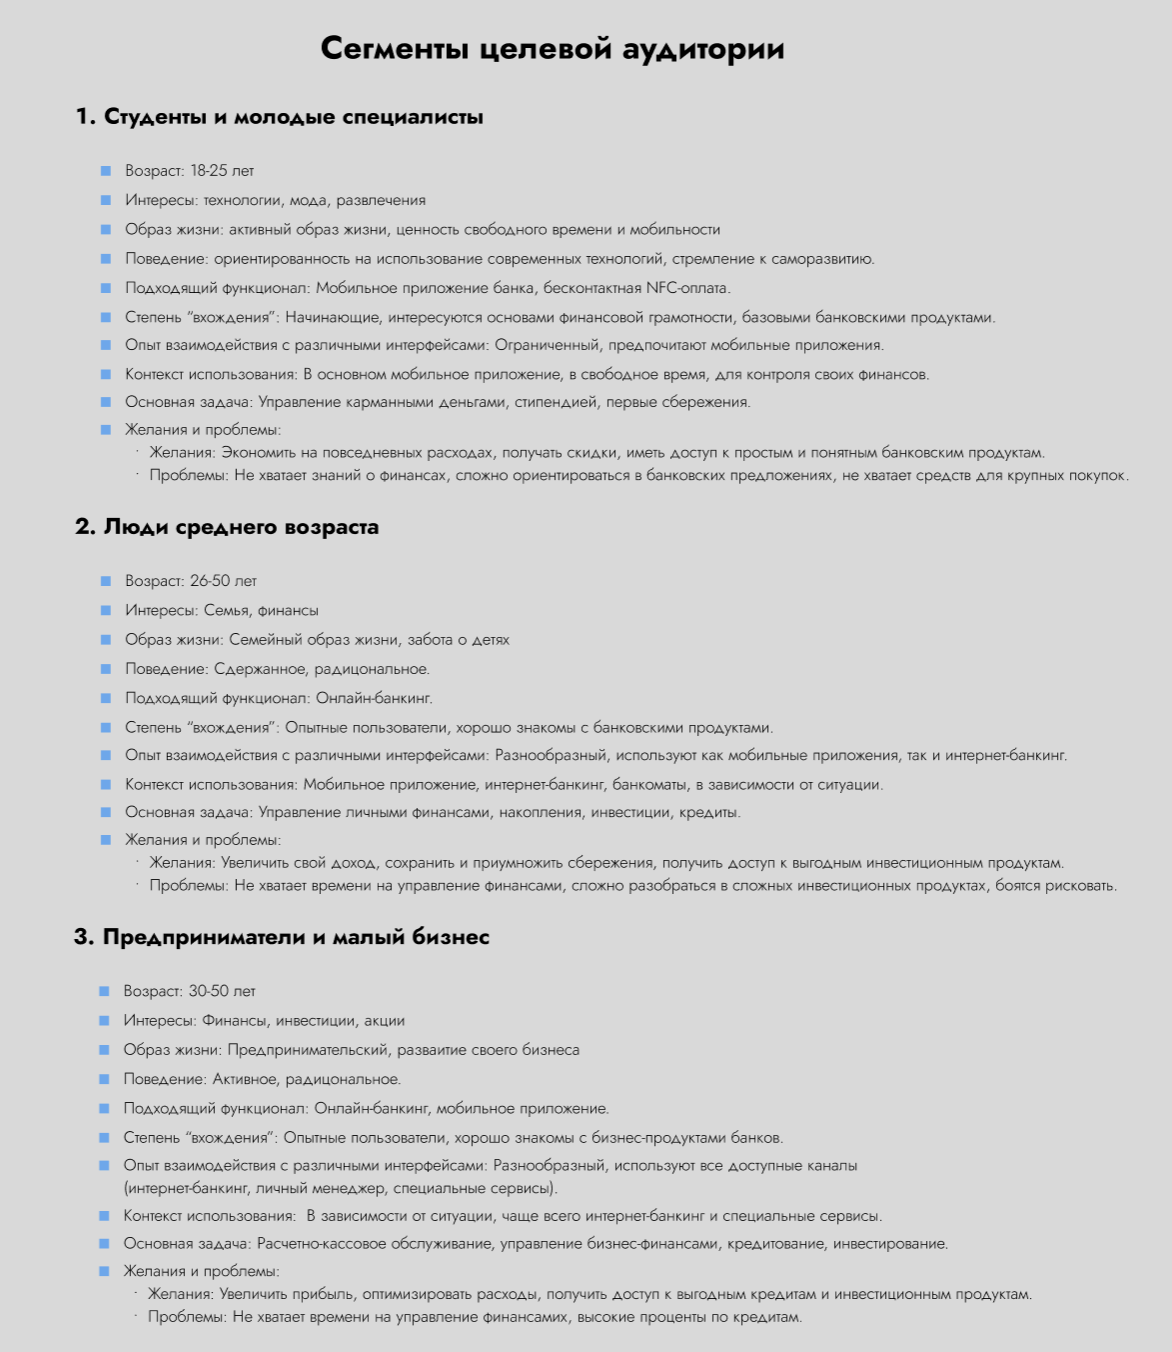 Сегменты целевой аудитории
1. Студенты и молодые специалисты
Возраст: 18-25 лет
Интересы: технологии, мода, развлечения
Образ жизни: активный образ жизни, ценность свободного времени и мобильности
Поведение: ориентированность на использование современных технологий, стремление к саморазвитию.
Подходящий функционал: Мобильное приложение банка, бесконтактная NFC-оплата.
Степень “вхождения”: Начинающие, интересуются основами финансовой грамотности, базовыми банковскими продуктами.
Опыт взаимодействия с различными интерфейсами: Ограниченный, предпочитают мобильные приложения.
Контекст использования: В основном мобильное приложение, в свободное время, для контроля своих финансов.
Основная задача: Управление карманными деньгами, стипендией, первые сбережения.
Желания и проблемы:
· Желания: Экономить на повседневных расходах, получать скидки, иметь доступ к простым и понятным банковским продуктам.
· Проблемы: Не хватает знаний о финансах, сложно ориентироваться в банковских предложениях, не хватает средств для крупных покупок.
2. Люди среднего возраста
Возраст: 26-50 лет
Интересы: Семья, финансы
Образ жизни: Семейный образ жизни, забота о детях
Поведение: Сдержанное, радицональное.
Подходящий функционал: Онлайн-банкинг.
Степень “вхождения”: Опытные пользователи, хорошо знакомы с банковскими продуктами.
Опыт взаимодействия с различными интерфейсами: Разнообразный, используют как мобильные приложения, так и интернет-банкинг.
Контекст использования: Мобильное приложение, интернет-банкинг, банкоматы, в зависимости от ситуации.
Основная задача: Управление личными финансами, накопления, инвестиции, кредиты.
Желания и проблемы:
· Желания: Увеличить свой доход, сохранить и приумножить сбережения, получить доступ к выгодным инвестиционным продуктам.
· Проблемы: Не хватает времени на управление финансами, сложно разобраться в сложных инвестиционных продуктах, боятся рисковать.
3. Предприниматели и малый бизнес
Возраст: 30-50 лет
Интересы: Финансы, инвестиции, акции
Образ жизни: Предпринимательский, разваитие своего бизнеса
Поведение: Активное, радицональное.
Подходящий функционал: Онлайн-банкинг, мобильное приложение.
Степень “вхождения”: Опытные пользователи, хорошо знакомы с бизнес-продуктами банков.
Опыт взаимодействия с различными интерфейсами: Разнообразный, используют все доступные каналы
(интернет-банкинг, личный менеджер, специальные сервисы).
Контекст использования:  В зависимости от ситуации, чаще всего интернет-банкинг и специальные сервисы.
Основная задача: Расчетно-кассовое обслуживание, управление бизнес-финансами, кредитование, инвестирование.
Желания и проблемы:
· Желания: Увеличить прибыль, оптимизировать расходы, получить доступ к выгодным кредитам и инвестиционным продуктам.
· Проблемы: Не хватает времени на управление финансамих, высокие проценты по кредитам.